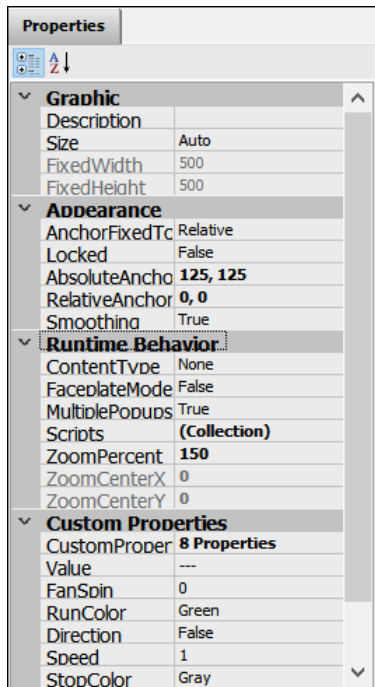 Properties
Graphic
Description
Size Auto
FixedWidth 500
FixedHeight 500
Appearance
AnchorFixedTo Relative
Locked False
AbsoluteAncho 125, 125
RelativeAnchor 0, 0
Smoothing True
Runtime Behavior
ContentType None
FaceplateMode False
MultiplePopups True
Scripts (Collection)
ZoomPercent 150
ZoomCenterX 0
ZoomCenterY 0
Custom Properties
CustomProper 8 Properties
Value ---
FanSpin 0
RunColor Green
Direction False
Speed 1
StopColor Gray